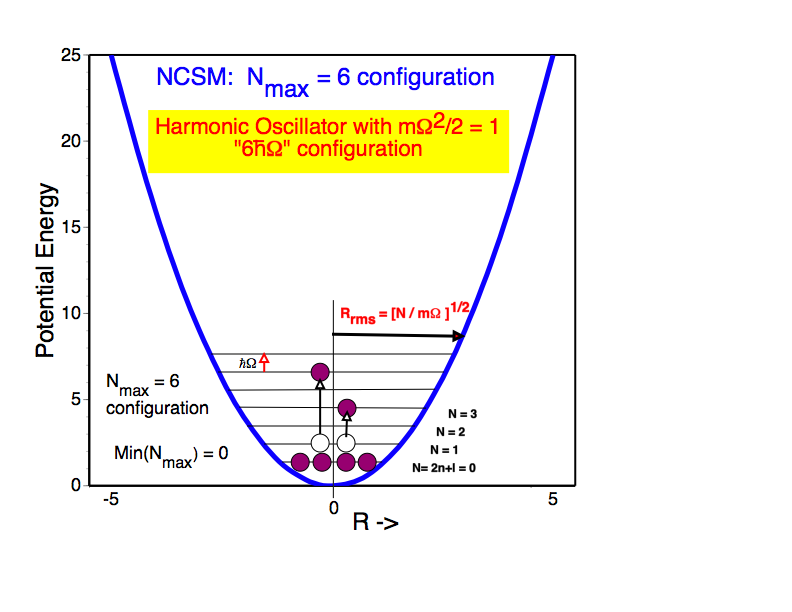 25
20
15
10
5
0
Potential Energy
NCSM: Nmax = 6 configuration
Harmonic Oscillator with mΩ²/2 = 1
"6ħΩ" configuration
Rrms = [N / mΩ ]1/2
ħΩ
Nmax = 6
configuration
Min(Nmax) = 0
N = 3
N = 2
N = 1
N= 2n+l = 0
-5
0
5
R ->